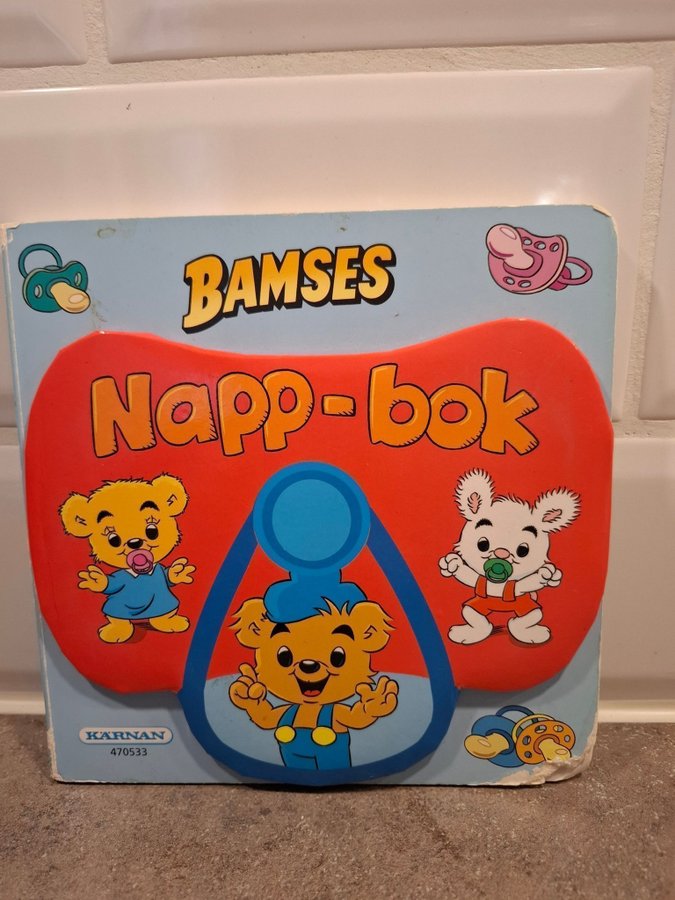 BAMSES
Napp-bok
KÄRNAN
470533